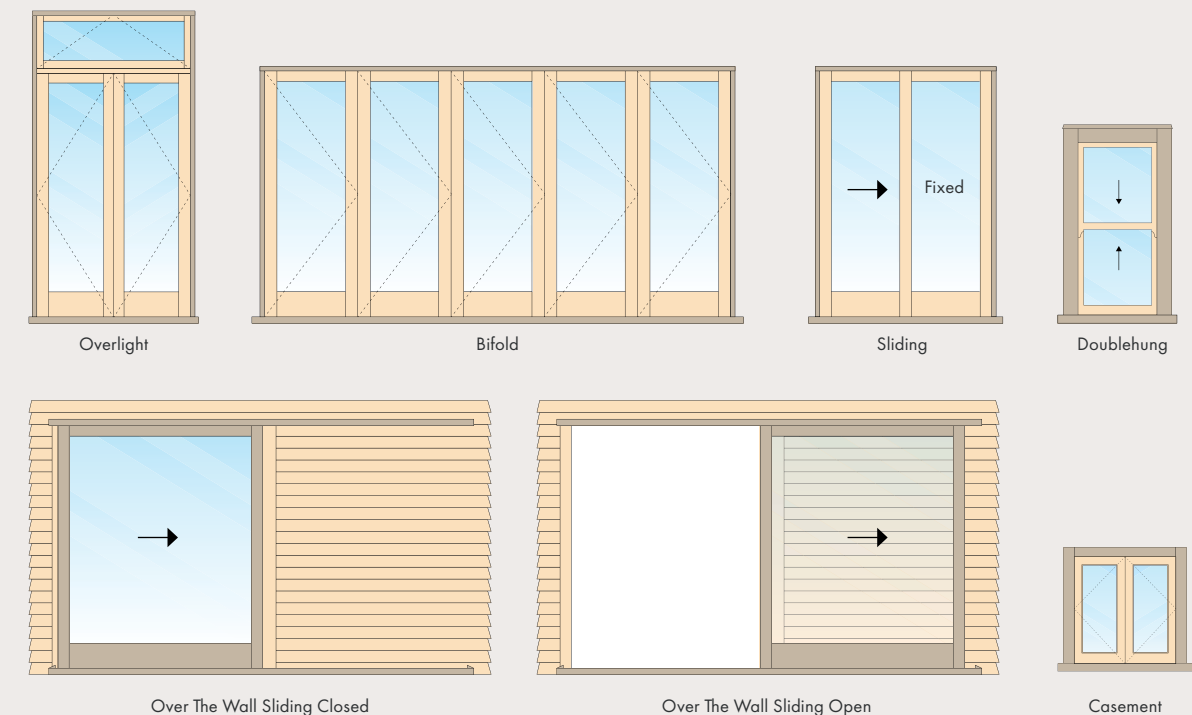 Fixed
Overlight
Bifold
Sliding
Doublehung
Over The Wall Sliding Closed
Over The Wall Sliding Open
Casement